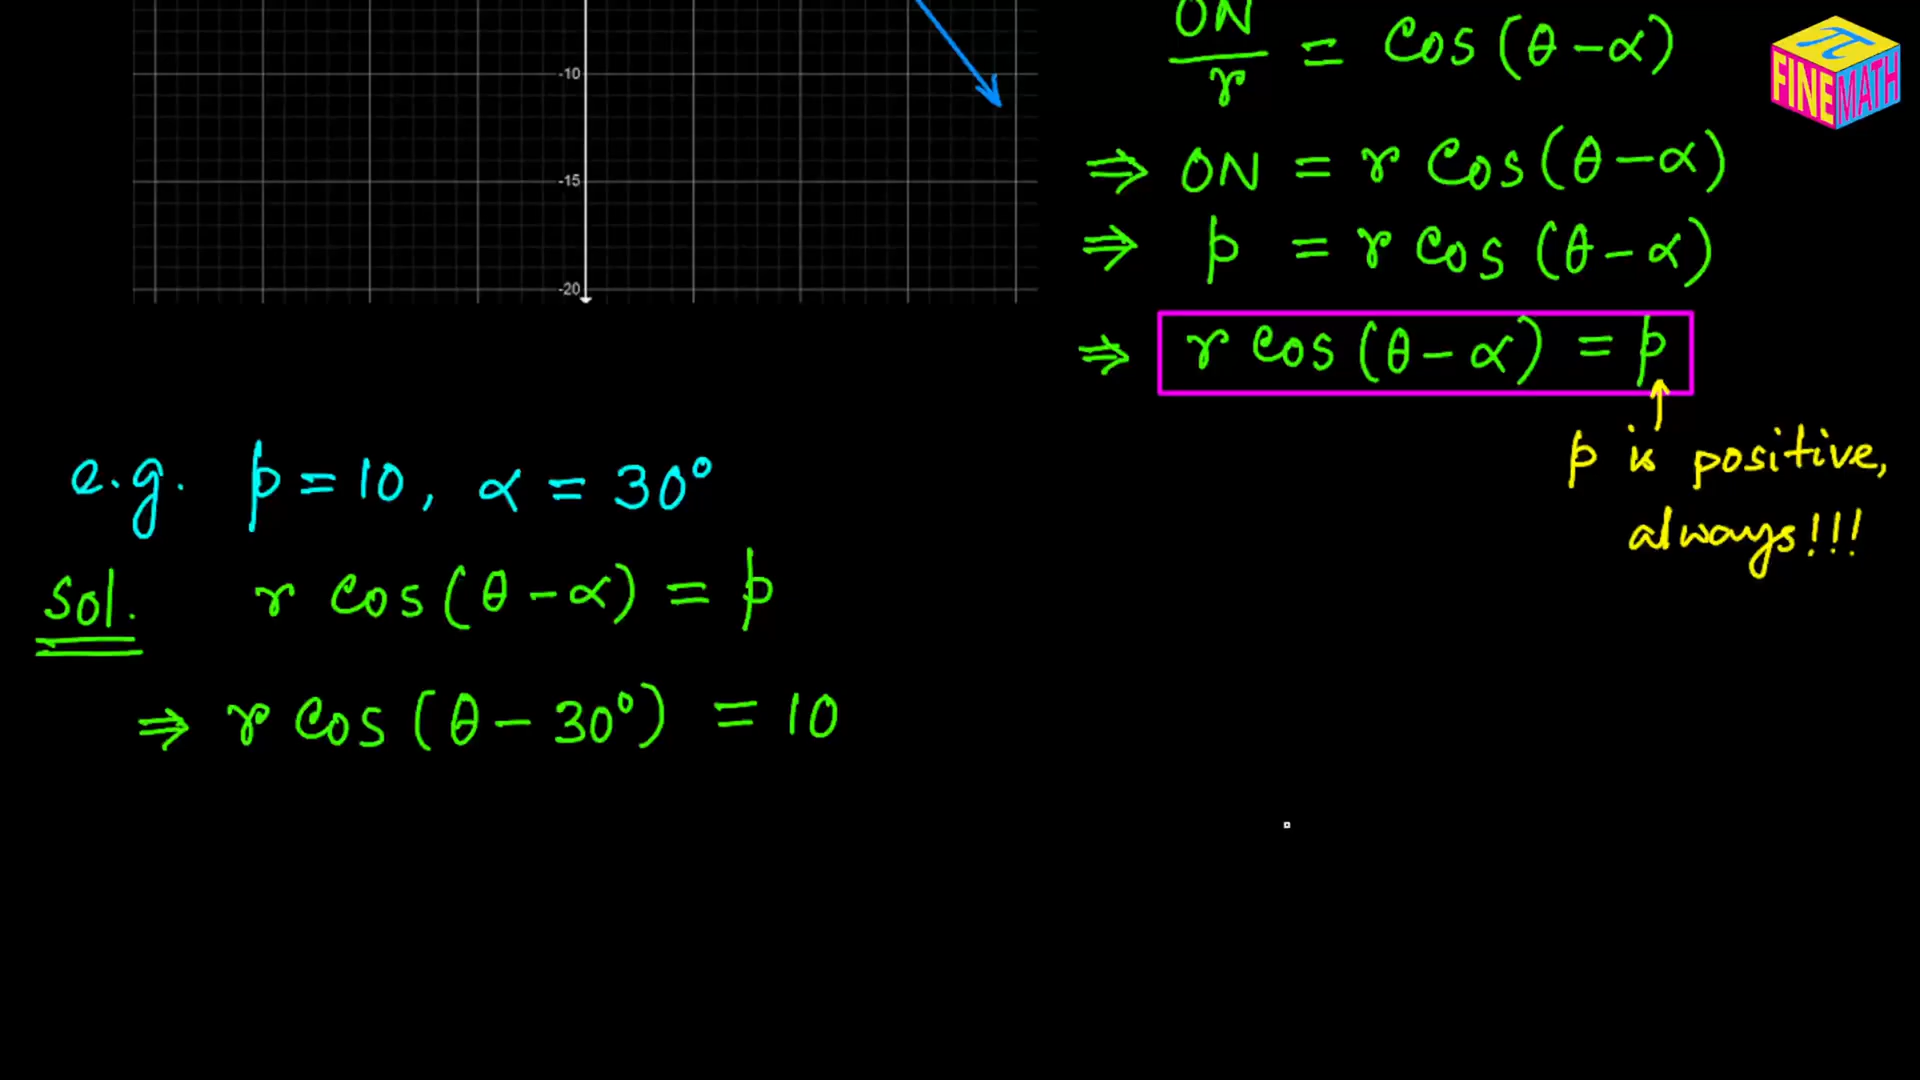 -10
-15
-20
ON/r = Cos(θ-α)
⇒ ON = r Cos(θ-α)
⇒ p = r Cos(θ-α)
⇒ r Cos(θ-α) = p
p is positive,
always!!!
e.g. p = 10, α = 30°
Sol. r Cos(θ-α) = p
⇒ r Cos(θ-30°) = 10
π
FINE MATH